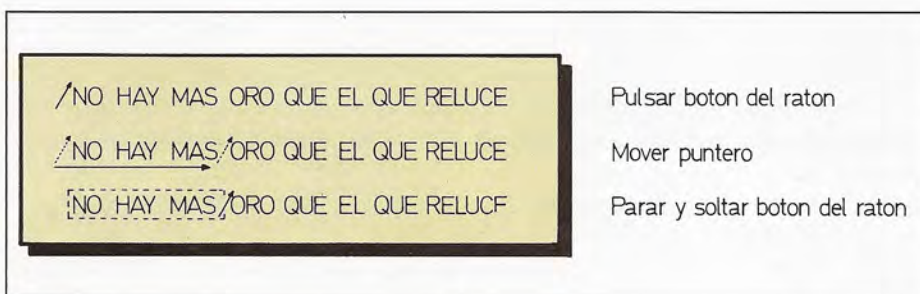 NO HAY MAS ORO QUE EL QUE RELUCE
Pulsar boton del raton
NO HAY MAS ORO QUE EL QUE RELUCE
Mover puntero
NO HAY MAS ORO QUE EL QUE RELUCF
Parar y soltar boton del raton